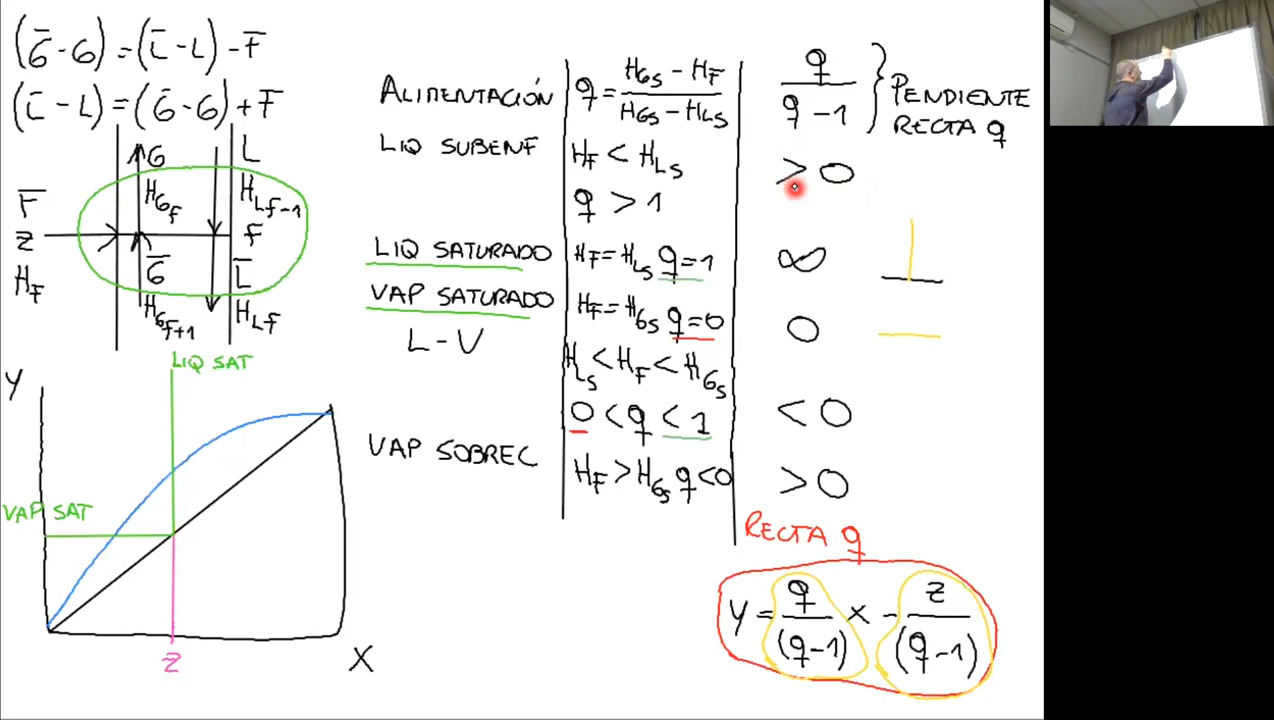 (G̅-G)=(L̅-L)-F̅
(L̅-L)=(G̅-G)+F̅
G
L
H_Gf
H_Lf-1
F̅
z
H_F
f
G̅
L̅
H_Gf+1
H_Lf
ALIMENTACIÓN
q = (H_Gs - H_F)/(H_Gs - H_Ls)
q/(q-1) } PENDIENTE
RECTA q
LIQ SUBENF
H_F < H_Ls
q > 1
>0
LIQ SATURADO
H_F=H_Ls q=1
∞
VAP SATURADO
H_F=H_Gs q=0
0
L-V
H_Ls < H_F < H_Gs
0 < q < 1
<0
VAP SOBREC
H_F > H_Gs q<0
>0
Y
LIQ SAT
VAP SAT
z
X
RECTA q
y = q/(q-1) x - z/(q-1)